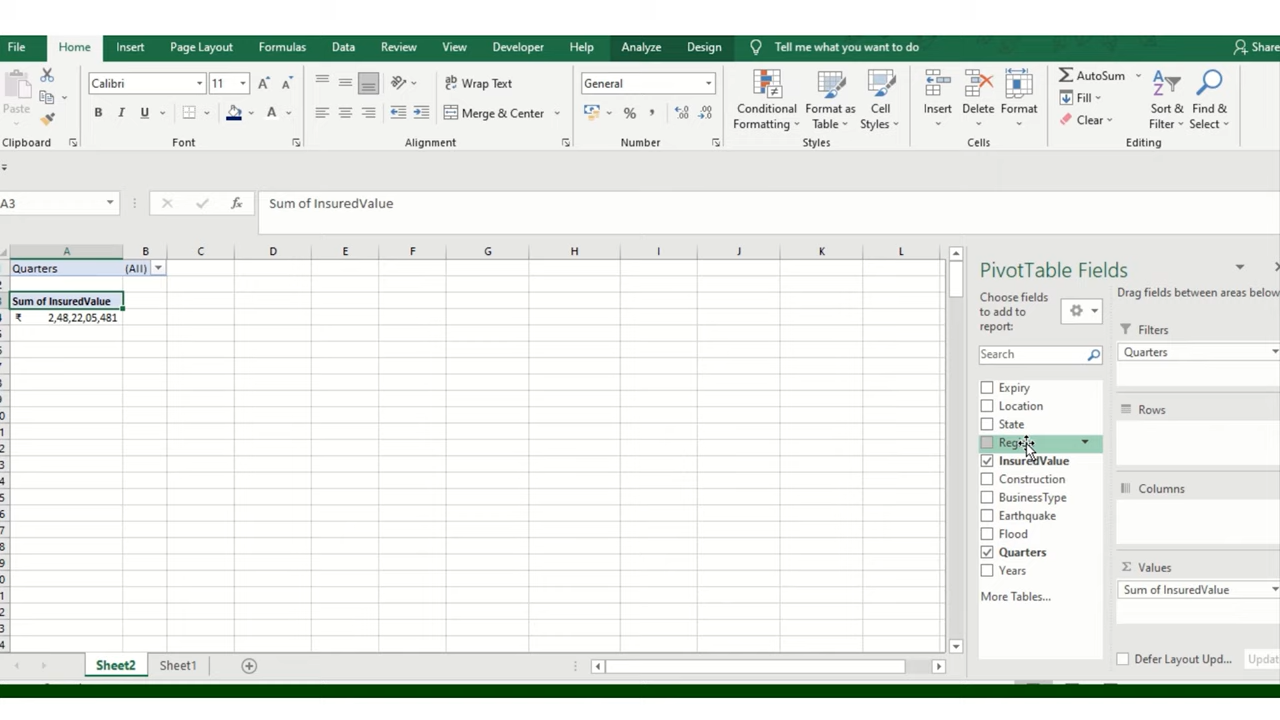 File Home Insert Page Layout Formulas Data Review View Developer Help Analyze Design Tell me what you want to do Share
Calibri 11 Wrap Text General AutoSum
Paste B I U Merge & Center % Conditional Formatting Format as Table Cell Styles Insert Delete Format Fill Sort & Filter Find & Select
Clear
Clipboard Font Alignment Number Styles Cells Editing
A3 fx Sum of InsuredValue
A B C D E F G H I J K L
Quarters (All)
Sum of InsuredValue
₹ 2,48,22,05,481
PivotTable Fields
Choose fields to add to report:
Drag fields between areas below
Search
Expiry
Location
State
InsuredValue
Construction
BusinessType
Earthquake
Flood
Quarters
Years
More Tables...
Filters
Quarters
Rows
Columns
Σ Values
Sum of InsuredValue
Defer Layout Upd...
Sheet2 Sheet1